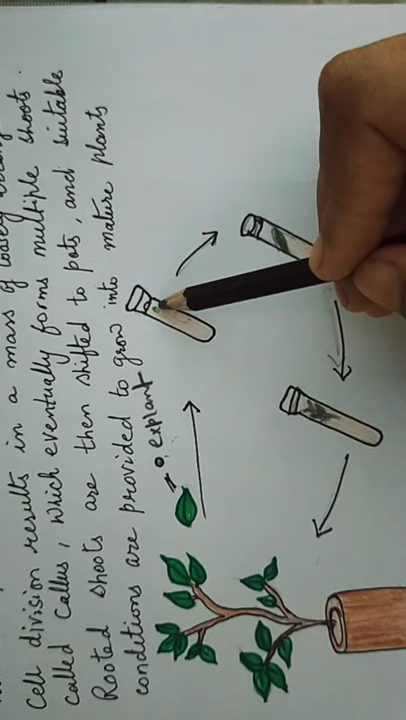 Cell division results in a mass of loosely
called Callus, which eventually forms multiple shoots.
Rooted shoots are then shifted to pots, and suitable
conditions are provided to grow into mature plants
explant